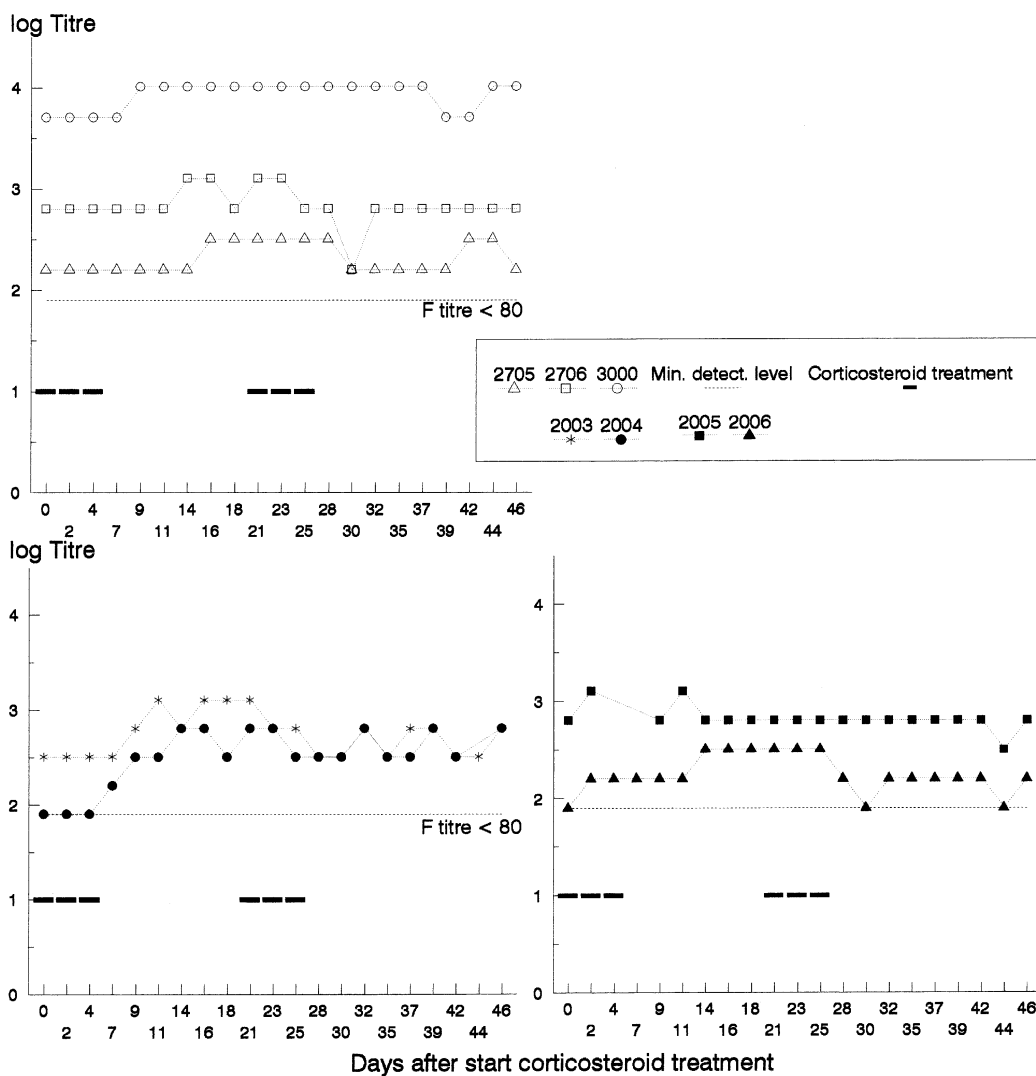 log Titre
4
3
2
1
0
F titre < 80
0 4 9 14 18 23 28 32 37 42 46
2 7 11 16 21 25 30 35 39 44
2705 2706 3000 Min. detect. level Corticosteroid treatment
2003 2004 2005 2006
log Titre
4
3
2
1
0
F titre < 80
0 4 9 14 18 23 28 32 37 42 46
2 7 11 16 21 25 30 35 39 44
4
3
2
1
0
0 4 9 14 18 23 28 32 37 42 46
2 7 11 16 21 25 30 35 39 44
Days after start corticosteroid treatment